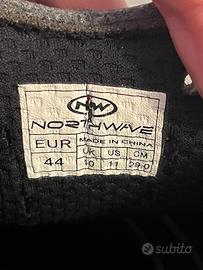 NW
NORTHWAVE
EUR MADE IN CHINA
UK US CM
44 10 11 29.0
subito